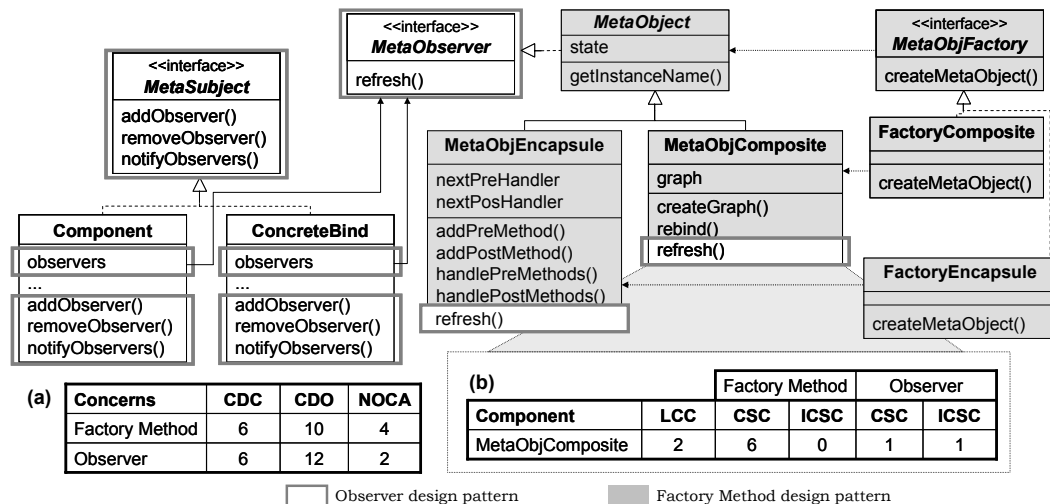 <<interface>>
MetaSubject
addObserver()
removeObserver()
notifyObservers()
<<interface>>
MetaObserver
refresh()
MetaObject
state
getInstanceName()
<<interface>>
MetaObjFactory
createMetaObject()
FactoryComposite
createMetaObject()
MetaObjEncapsule
nextPreHandler
nextPosHandler
addPreMethod()
addPostMethod()
handlePreMethods()
handlePostMethods()
refresh()
MetaObjComposite
graph
createGraph()
rebind()
refresh()
Component
observers
...
addObserver()
removeObserver()
notifyObservers()
ConcreteBind
observers
...
addObserver()
removeObserver()
notifyObservers()
FactoryEncapsule
createMetaObject()
(a)
Concerns CDC CDO NOCA
Factory Method 6 10 4
Observer 6 12 2
(b)
Factory Method Observer
Component LCC CSC ICSC CSC ICSC
MetaObjComposite 2 6 0 1 1
Observer design pattern
Factory Method design pattern